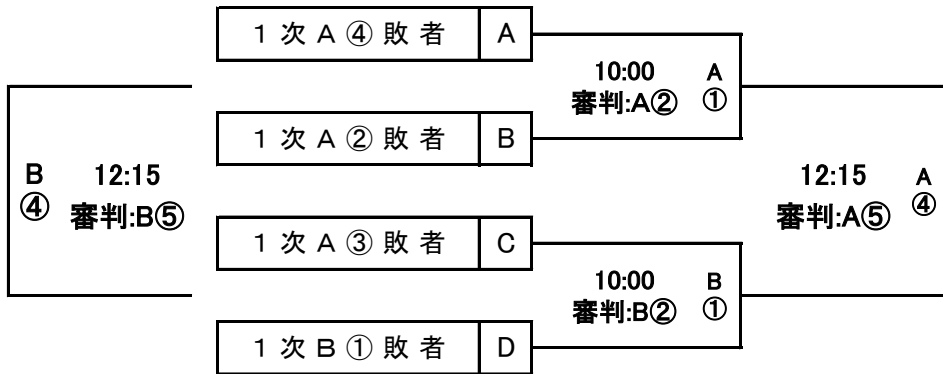 1 次 A ④ 敗 者 A
10:00 A
審判:A② ①
1 次 A ② 敗 者 B
B 12:15
④ 審判:B⑤
12:15 A
審判:A⑤ ④
1 次 A ③ 敗 者 C
10:00 B
審判:B② ①
1 次 B ① 敗 者 D